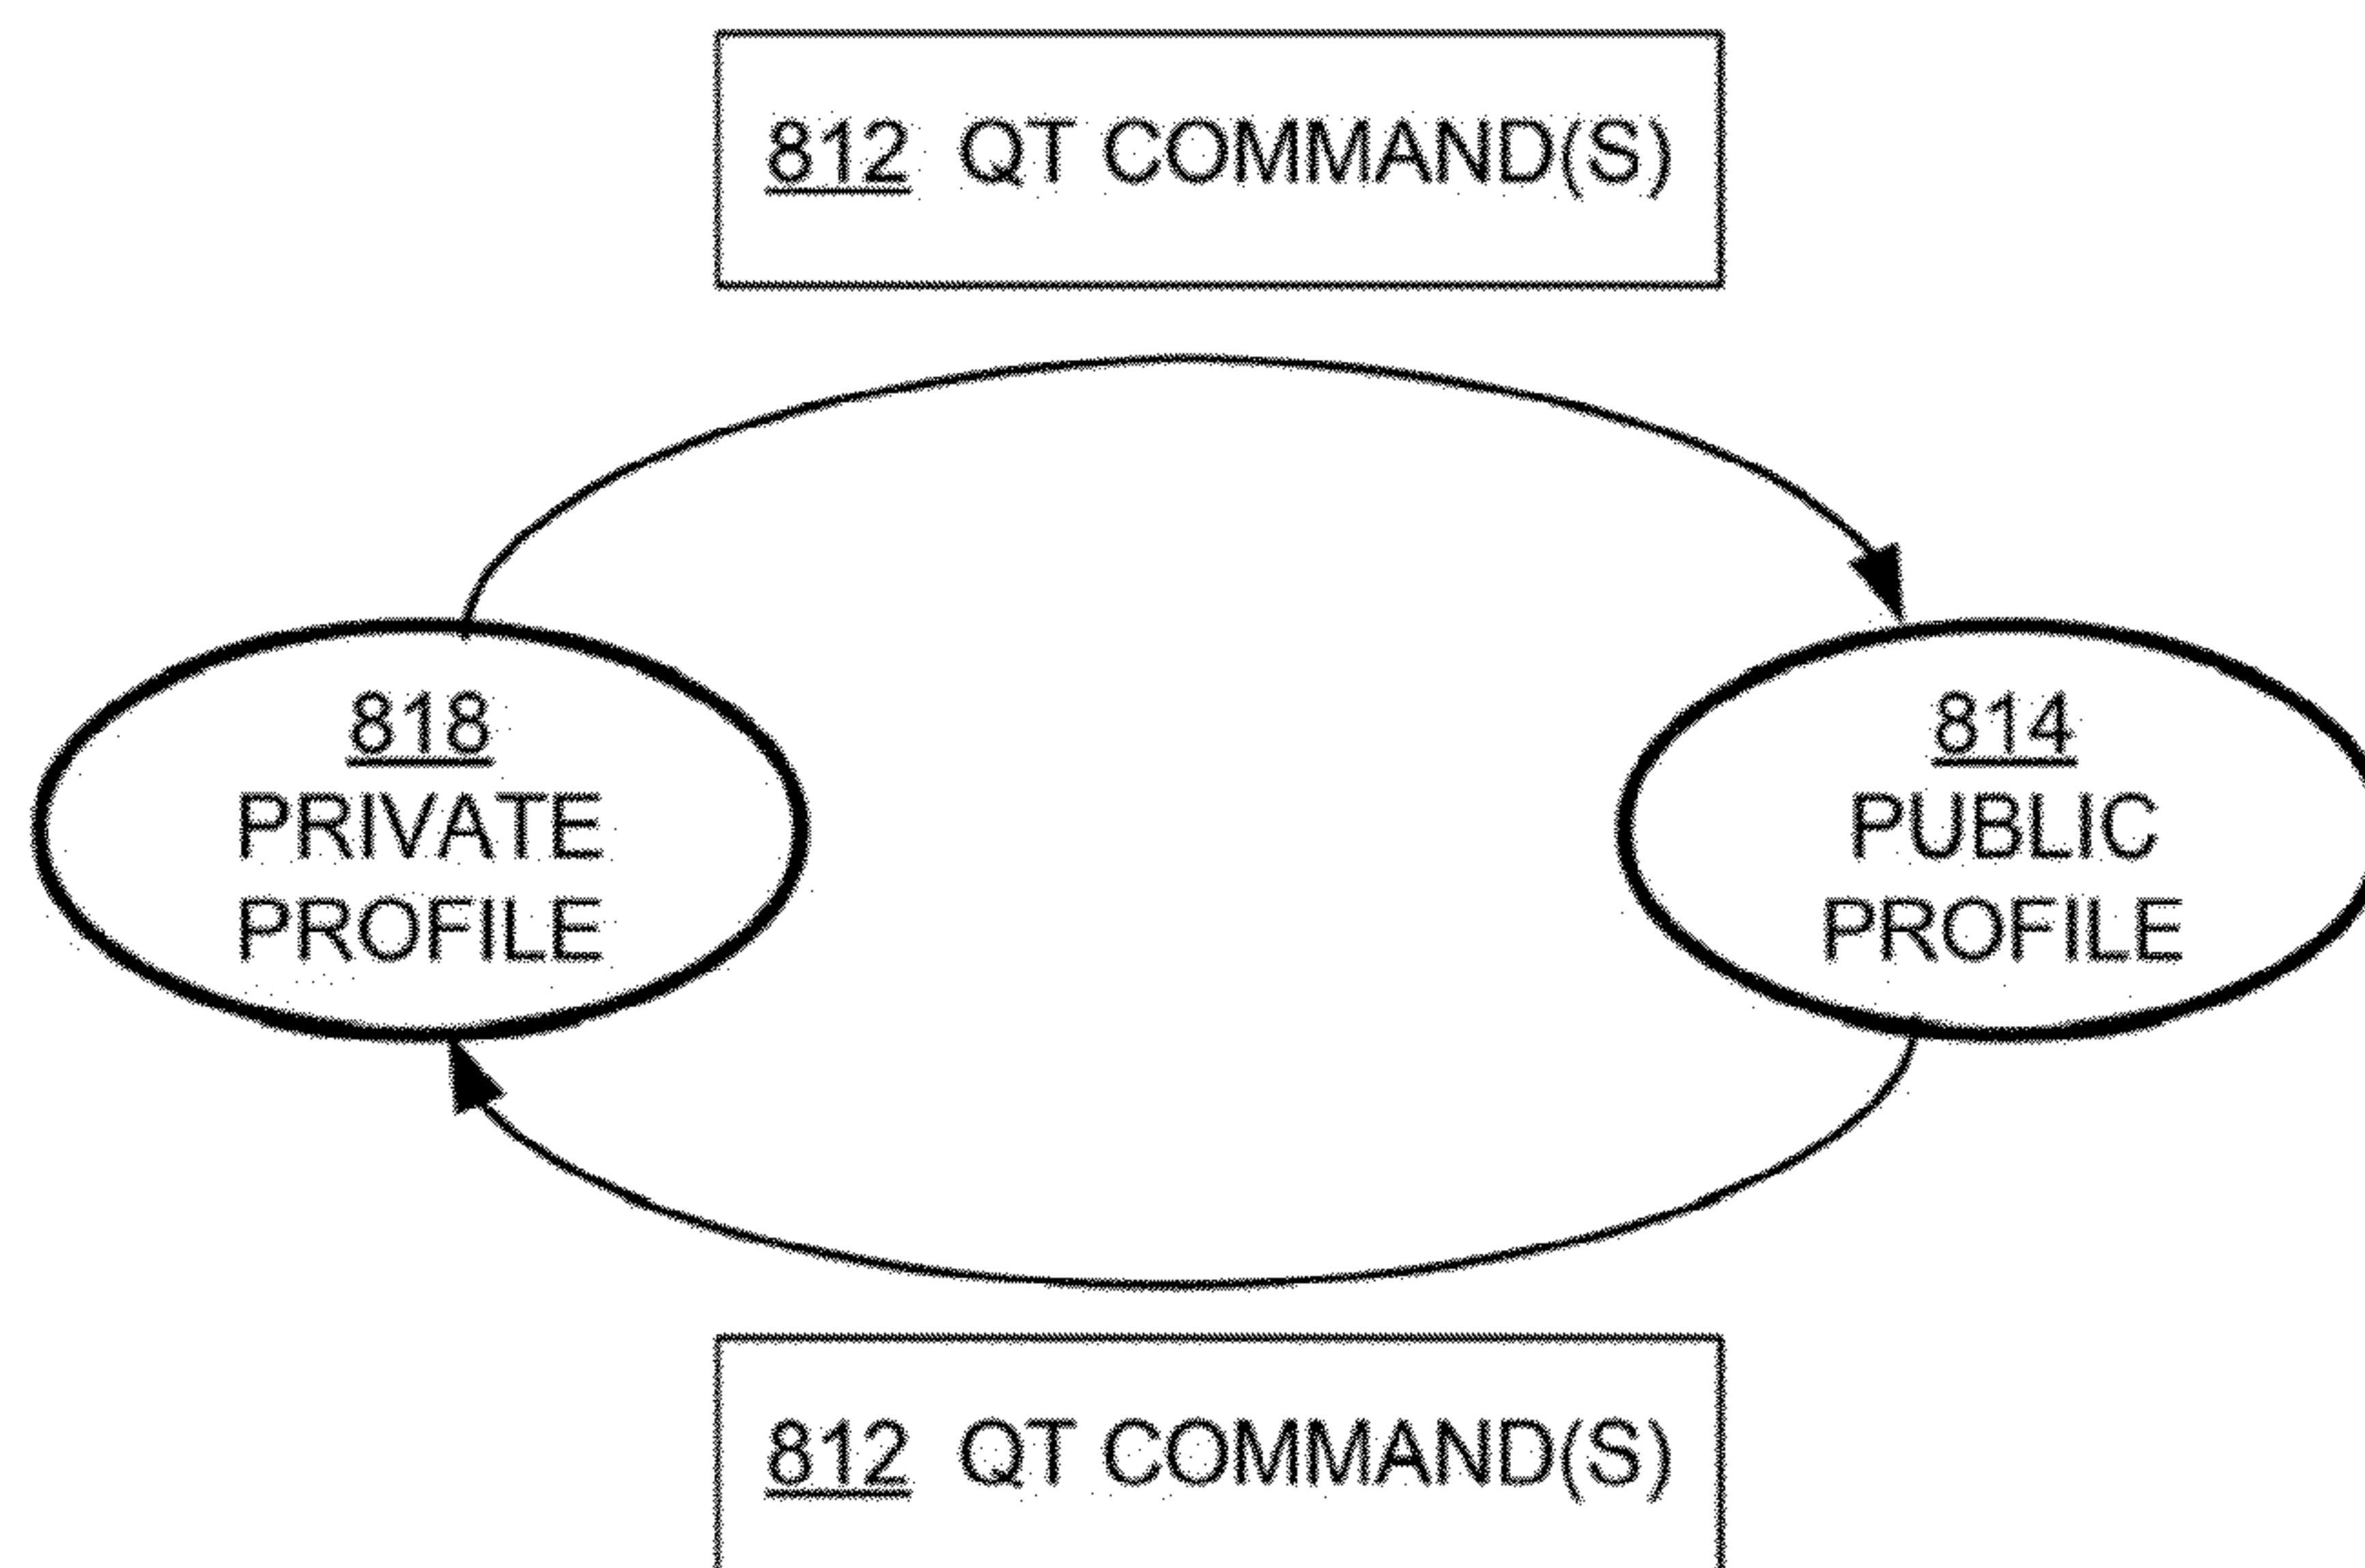 812 QT COMMAND(S)
818
PRIVATE
PROFILE
814
PUBLIC
PROFILE
812 QT COMMAND(S)